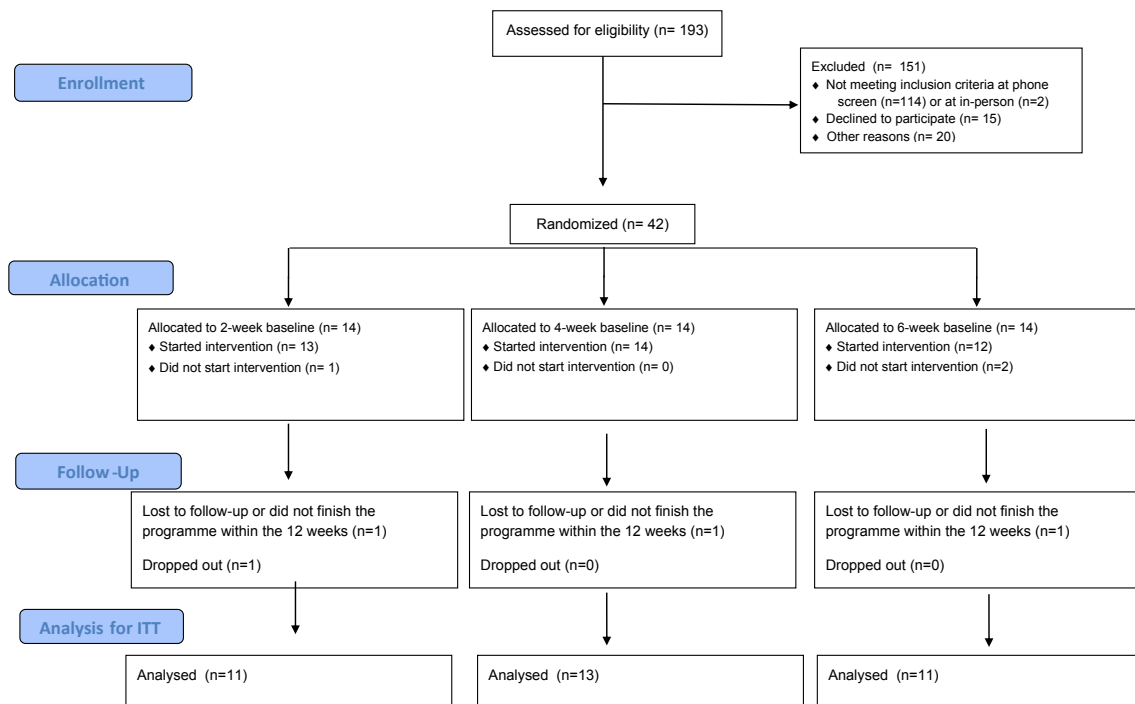 Assessed for eligibility (n= 193)
Enrollment
Excluded (n= 151)
♦ Not meeting inclusion criteria at phone
screen (n=114) or at in-person (n=2)
♦ Declined to participate (n= 15)
♦ Other reasons (n= 20)
Randomized (n= 42)
Allocation
Allocated to 2-week baseline (n= 14)
♦ Started intervention (n= 13)
♦ Did not start intervention (n= 1)
Allocated to 4-week baseline (n= 14)
♦ Started intervention (n= 14)
♦ Did not start intervention (n= 0)
Allocated to 6-week baseline (n= 14)
♦ Started intervention (n=12)
♦ Did not start intervention (n=2)
Follow-Up
Lost to follow-up or did not finish the
programme within the 12 weeks (n=1)
Dropped out (n=1)
Lost to follow-up or did not finish the
programme within the 12 weeks (n=1)
Dropped out (n=0)
Lost to follow-up or did not finish the
programme within the 12 weeks (n=1)
Dropped out (n=0)
Analysis for ITT
Analysed (n=11)
Analysed (n=13)
Analysed (n=11)